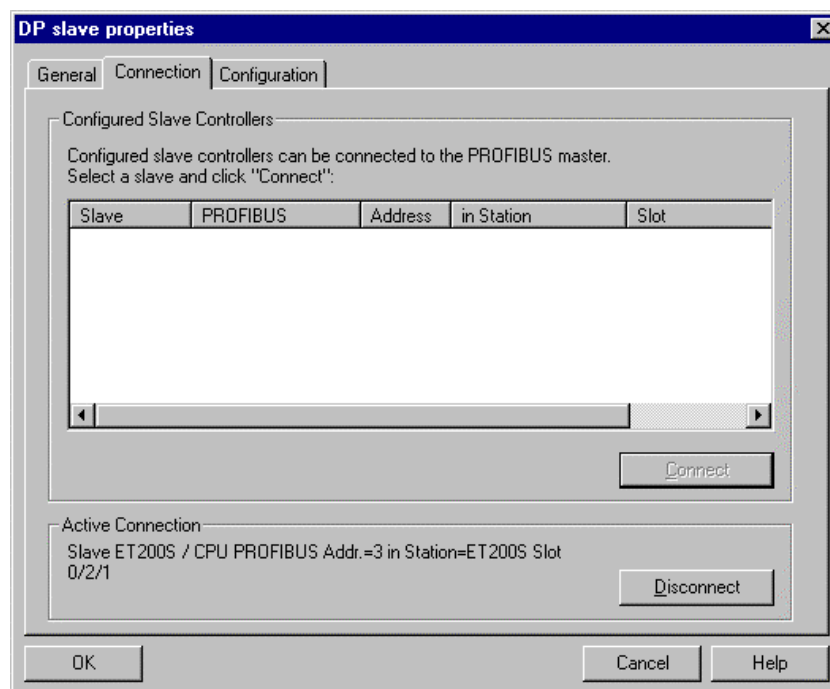 DP slave properties
General Connection Configuration
Configured Slave Controllers
Configured slave controllers can be connected to the PROFIBUS master.
Select a slave and click "Connect":
Slave PROFIBUS Address in Station Slot
Connect
Active Connection
Slave ET200S / CPU PROFIBUS Addr.=3 in Station=ET200S Slot
0/2/1
Disconnect
OK Cancel Help